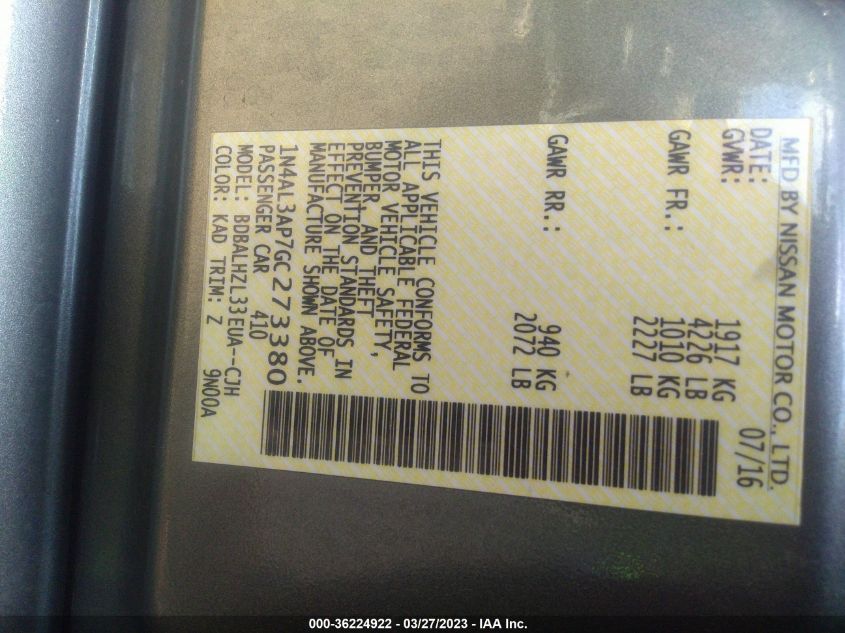 MFD BY NISSAN MOTOR CO., LTD.
DATE: 07/16
GVWR: 1917 KG
4226 LB
GAWR FR.: 1010 KG
2227 LB
GAWR RR.: 940 KG
2072 LB
THIS VEHICLE CONFORMS TO
ALL APPLICABLE FEDERAL
MOTOR VEHICLE SAFETY,
BUMPER AND THEFT
PREVENTION STANDARDS IN
EFFECT ON THE DATE OF
MANUFACTURE SHOWN ABOVE.
1N4AL3AP7GC273380
PASSENGER CAR 410
MODEL: BDBALHZL33EUA--CJH
COLOR: KAD TRIM: Z 9N00A
000-36224922 - 03/27/2023 - IAA Inc.